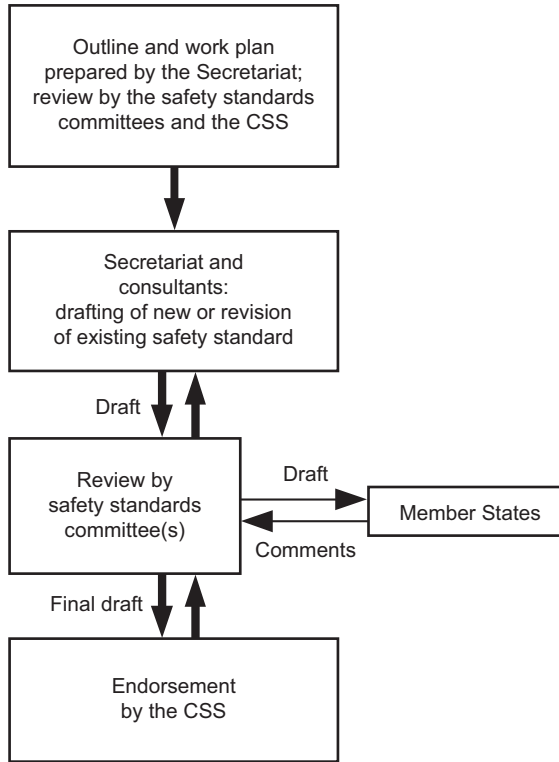 Outline and work plan
prepared by the Secretariat;
review by the safety standards
committees and the CSS
Secretariat and
consultants:
drafting of new or revision
of existing safety standard
Draft
Review by
safety standards
committee(s)
Draft
Member States
Comments
Final draft
Endorsement
by the CSS